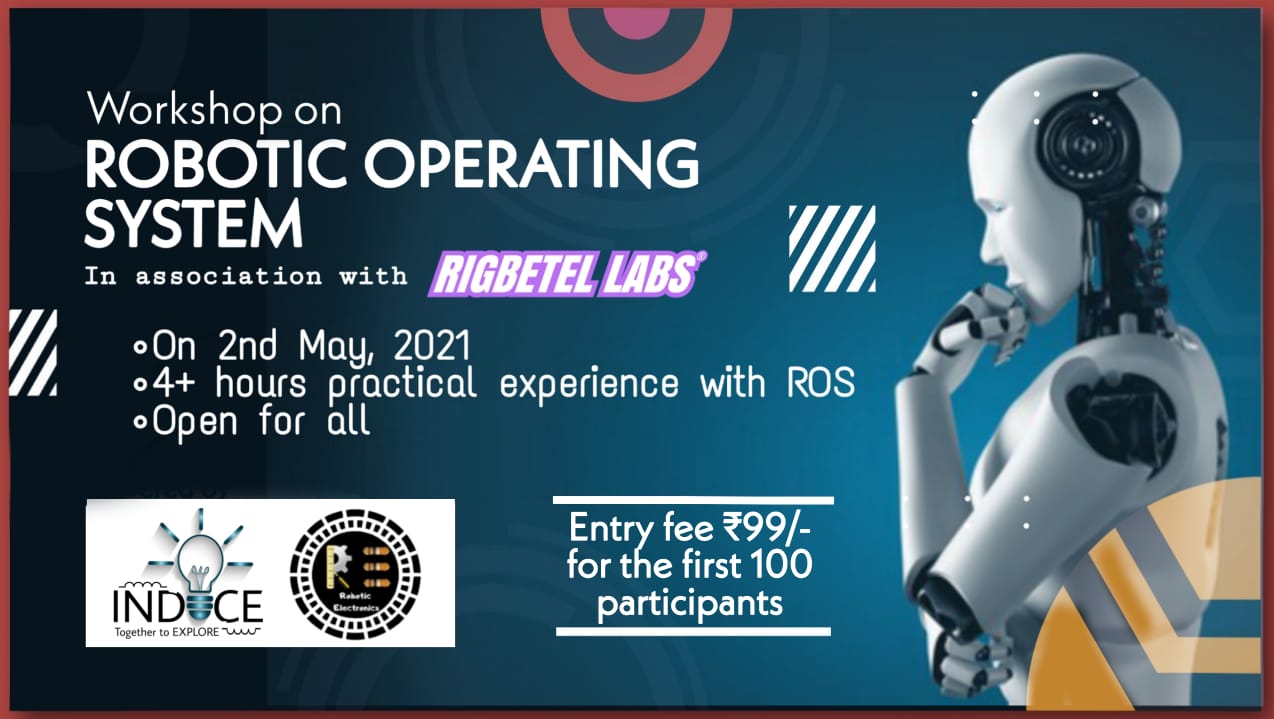 Workshop on
ROBOTIC OPERATING
SYSTEM
In association with RIGBETEL LABS®
On 2nd May, 2021
4+ hours practical experience with ROS
Open for all
INDUCE
Together to EXPLORE
Robotic
Electronics
Entry fee ₹99/-
for the first 100
participants